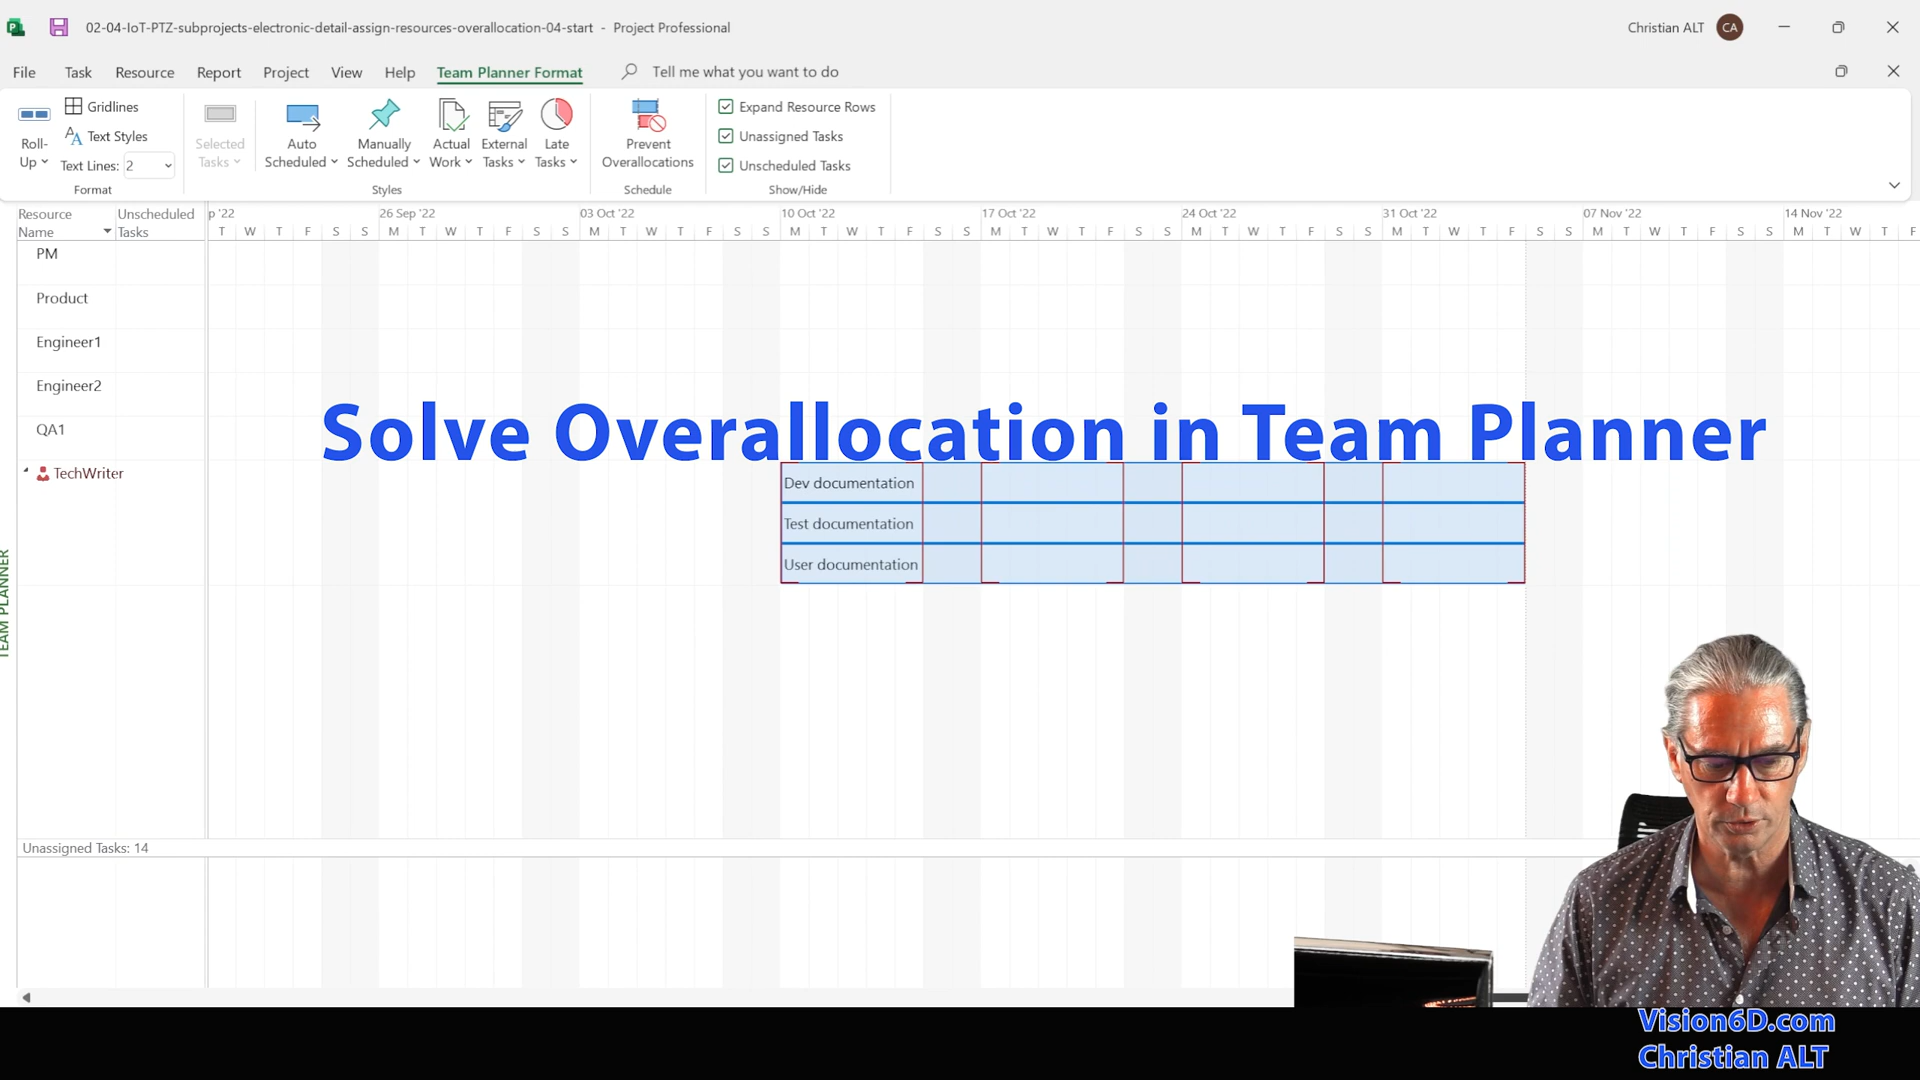 02-04-IoT-PTZ-subprojects-electronic-detail-assign-resources-overallocation-04-start - Project Professional
Christian ALT
CA
File Task Resource Report Project View Help Team Planner Format Tell me what you want to do
Roll-Up
Gridlines
Text Styles
Text Lines: 2
Format
Selected Tasks
Auto Scheduled
Manually Scheduled
Actual Work
External Tasks
Late Tasks
Styles
Prevent Overallocations
Schedule
Expand Resource Rows
Unassigned Tasks
Unscheduled Tasks
Show/Hide
Resource Name
Unscheduled Tasks
p '22 26 Sep '22 03 Oct '22 10 Oct '22 17 Oct '22 24 Oct '22 31 Oct '22 07 Nov '22 14 Nov '22
T W T F S S M T W T F S S M T W T F S S M T W T F S S M T W T F S S M T W T F S S M T W T F S S M T W T F S S M T W T F
PM
Product
Engineer1
Engineer2
QA1
Solve Overallocation in Team Planner
TechWriter
Dev documentation
Test documentation
User documentation
TEAM PLANNER
Unassigned Tasks: 14
Vision6D.com
Christian ALT